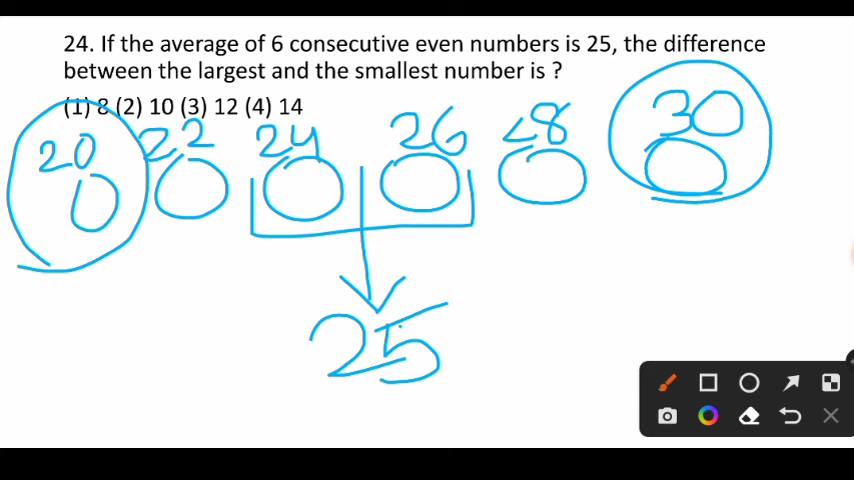 24. If the average of 6 consecutive even numbers is 25, the difference
between the largest and the smallest number is ?
(1) 8 (2) 10 (3) 12 (4) 14
20 22 24 26 28 30
25